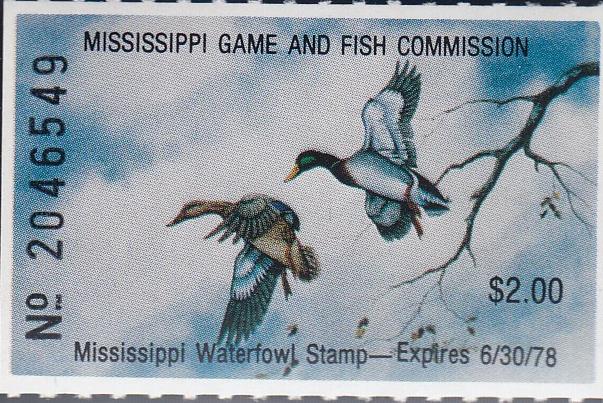 MISSISSIPPI GAME AND FISH COMMISSION
Nº 2046549
$2.00
Mississippi Waterfowl Stamp—Expires 6/30/78